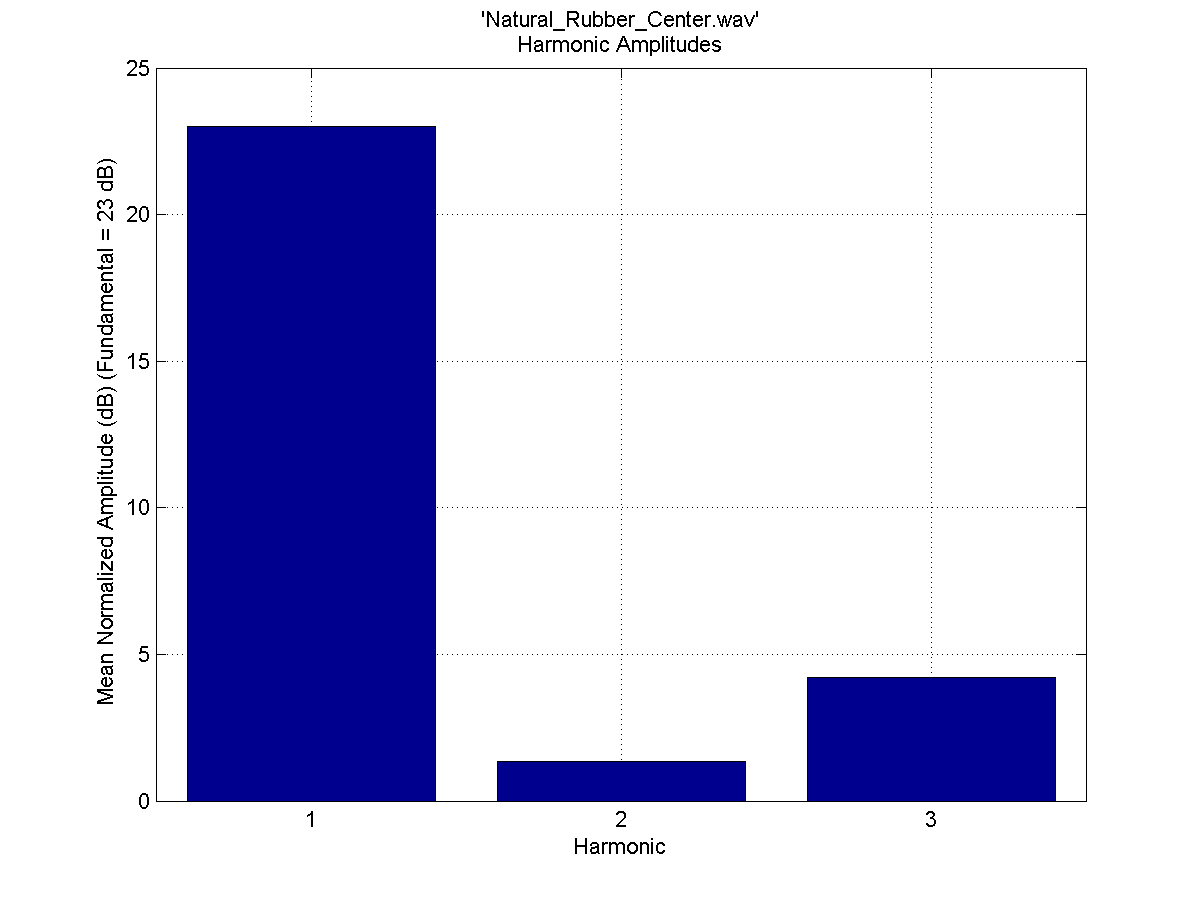 'Natural_Rubber_Center.wav'
Harmonic Amplitudes
Mean Normalized Amplitude (dB) (Fundamental = 23 dB)
25
20
15
10
5
0
1 2 3
Harmonic